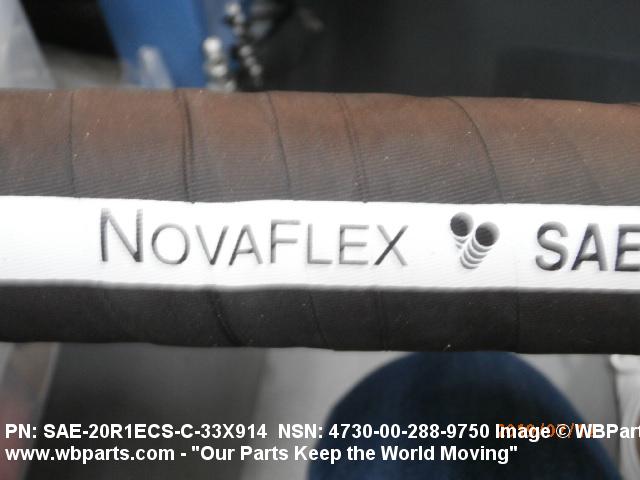 NOVAFLEX SAE
PN: SAE-20R1ECS-C-33X914 NSN: 4730-00-288-9750 Image © WBPart
www.wbparts.com - "Our Parts Keep the World Moving"